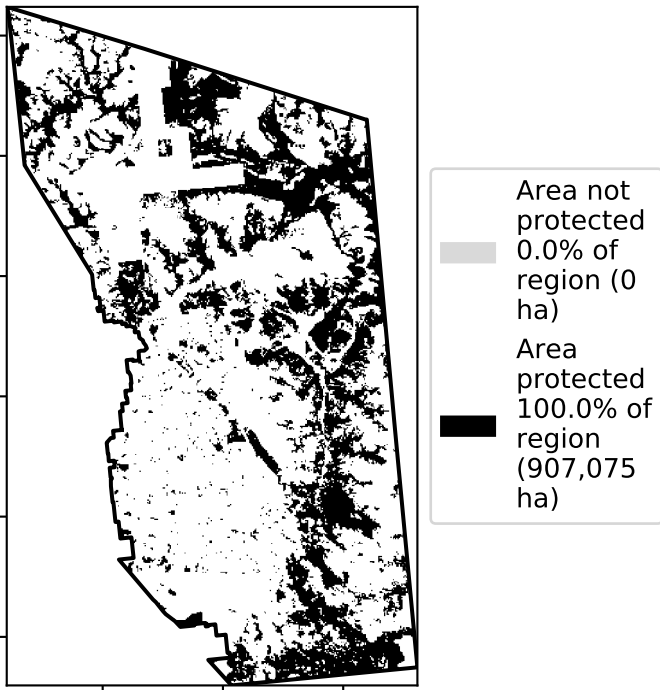 Area not
protected
0.0% of
region (0
ha)
Area
protected
100.0% of
region
(907,075
ha)